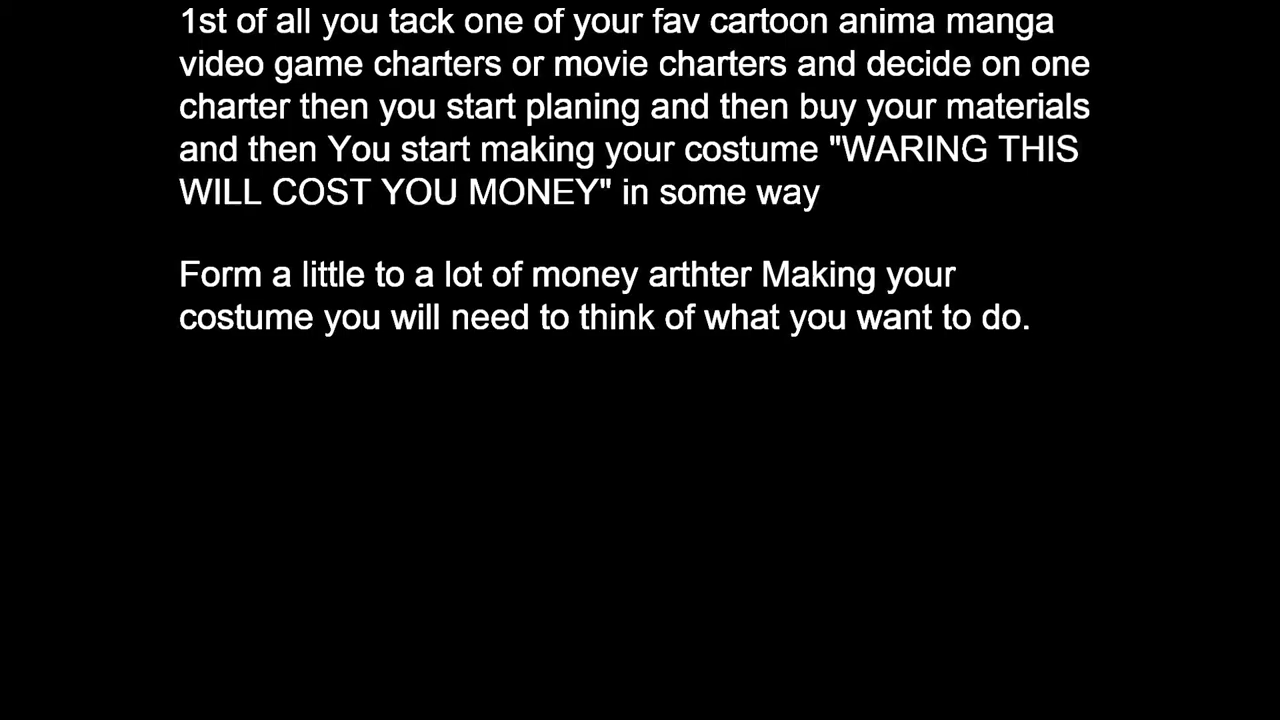 1st of all you tack one of your fav cartoon anima manga
video game charters or movie charters and decide on one
charter then you start planing and then buy your materials
and then You start making your costume "WARING THIS
WILL COST YOU MONEY" in some way
Form a little to a lot of money arthter Making your
costume you will need to think of what you want to do.